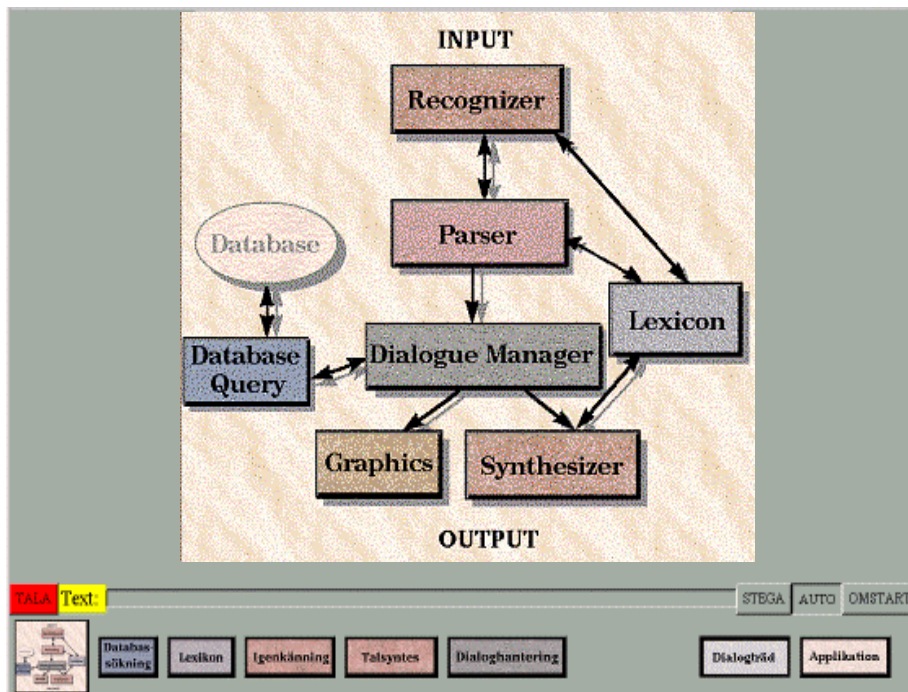 INPUT
Recognizer
Parser
Database
Lexicon
Database
Query
Dialogue Manager
Graphics
Synthesizer
OUTPUT
TALA Text: STEGA AUTO OMSTART
Databas-
sökning
Lexikon
Igenkänning
Talsyntes
Dialoghantering
Dialogträd
Applikation